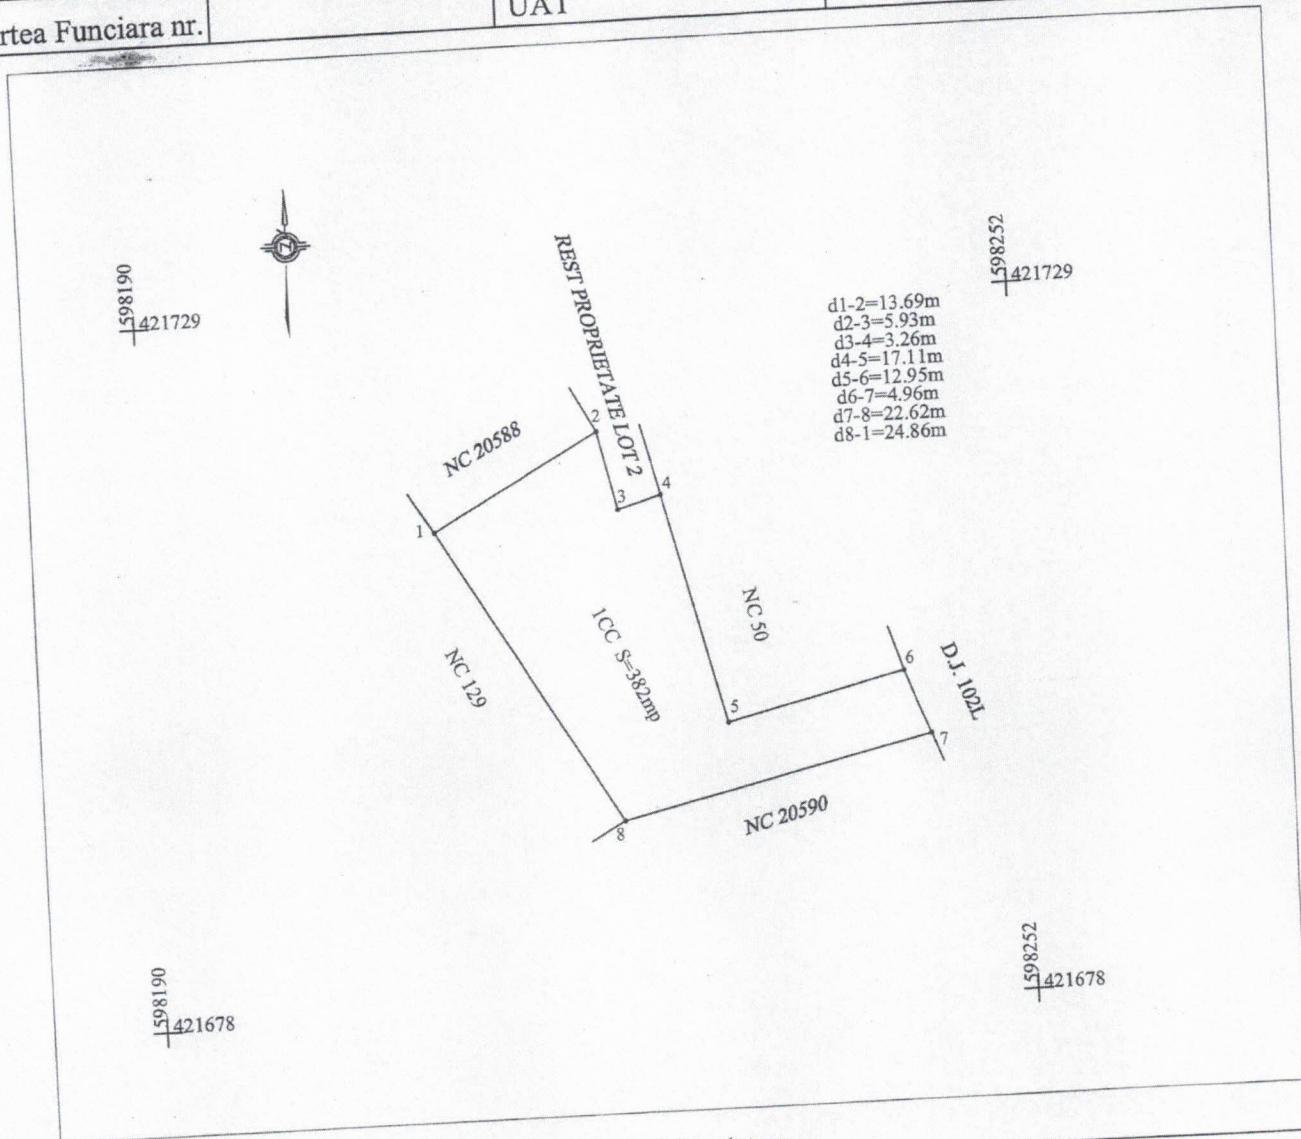 rtea Funciara nr.
UAT
598190
421729
598252
421729
REST PROPRIETATE LOT 2
d1-2=13.69m
d2-3=5.93m
d3-4=3.26m
d4-5=17.11m
d5-6=12.95m
d6-7=4.96m
d7-8=22.62m
d8-1=24.86m
2
NC 20588
4
3
1
NC 50
1CC S=382mp
NC 129
6
D.J. 102L
5
7
NC 20590
8
598252
421678
598190
421678